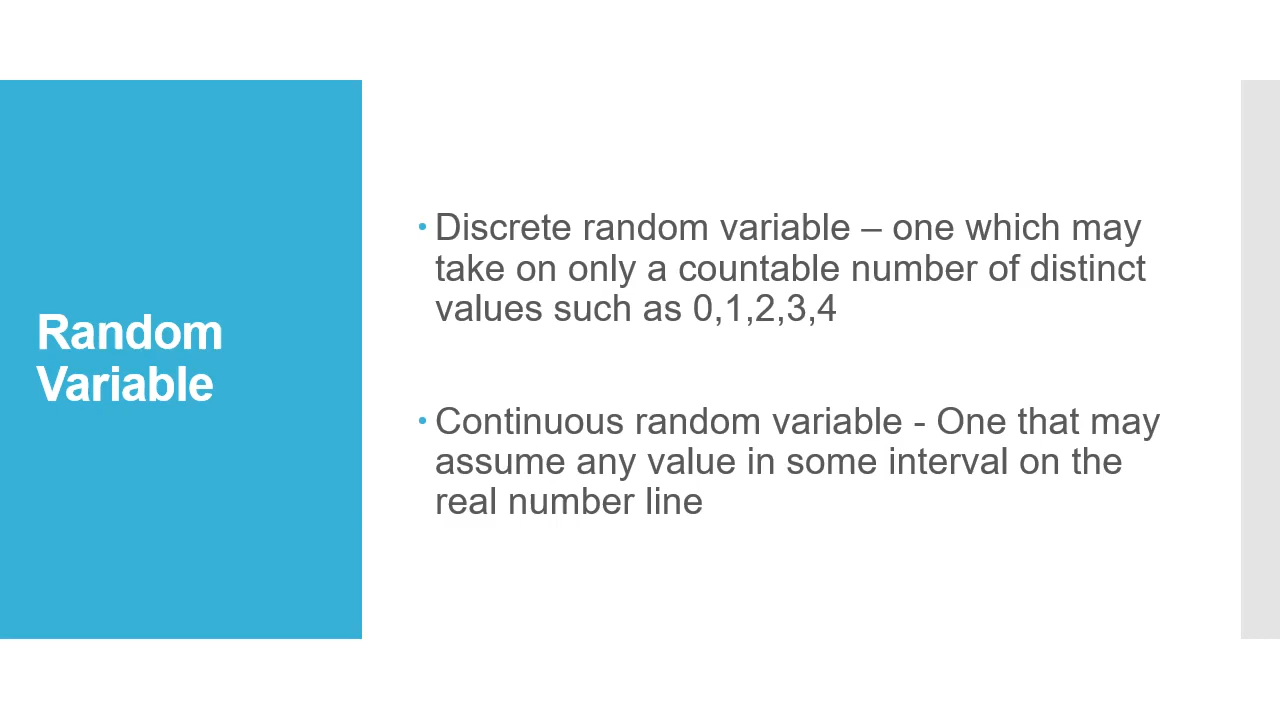 Random
Variable
• Discrete random variable – one which may
take on only a countable number of distinct
values such as 0,1,2,3,4
• Continuous random variable - One that may
assume any value in some interval on the
real number line